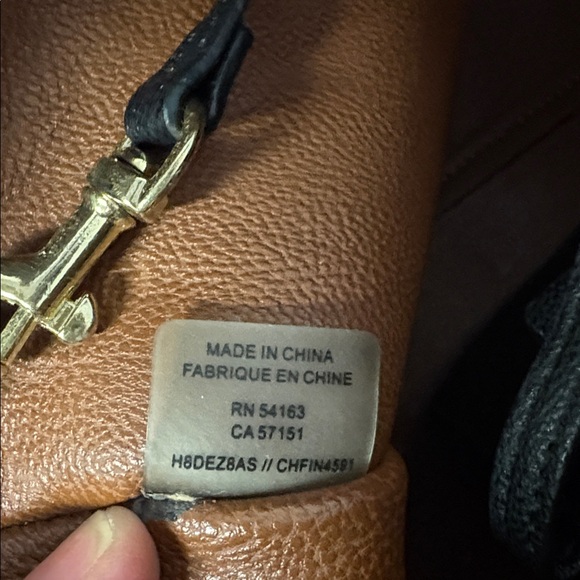 MADE IN CHINA
FABRIQUE EN CHINE
RN 54163
CA 57151
H8DEZ8AS // CHFIN4591